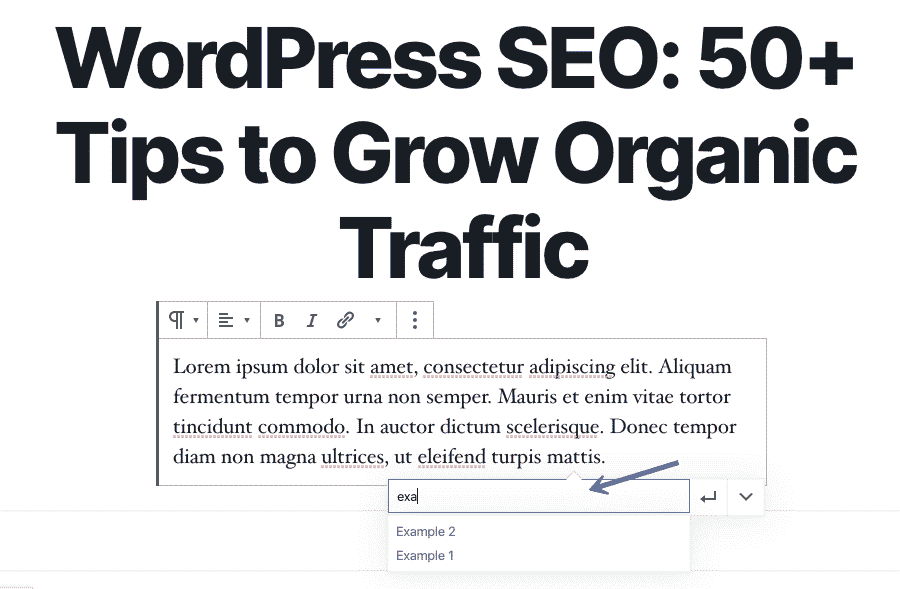 WordPress SEO: 50+
Tips to Grow Organic
Traffic
B I
Lorem ipsum dolor sit amet, consectetur adipiscing elit. Aliquam
fermentum tempor urna non semper. Mauris et enim vitae tortor
tincidunt commodo. In auctor dictum scelerisque. Donec tempor
diam non magna ultrices, ut eleifend turpis mattis.
exa
Example 2
Example 1